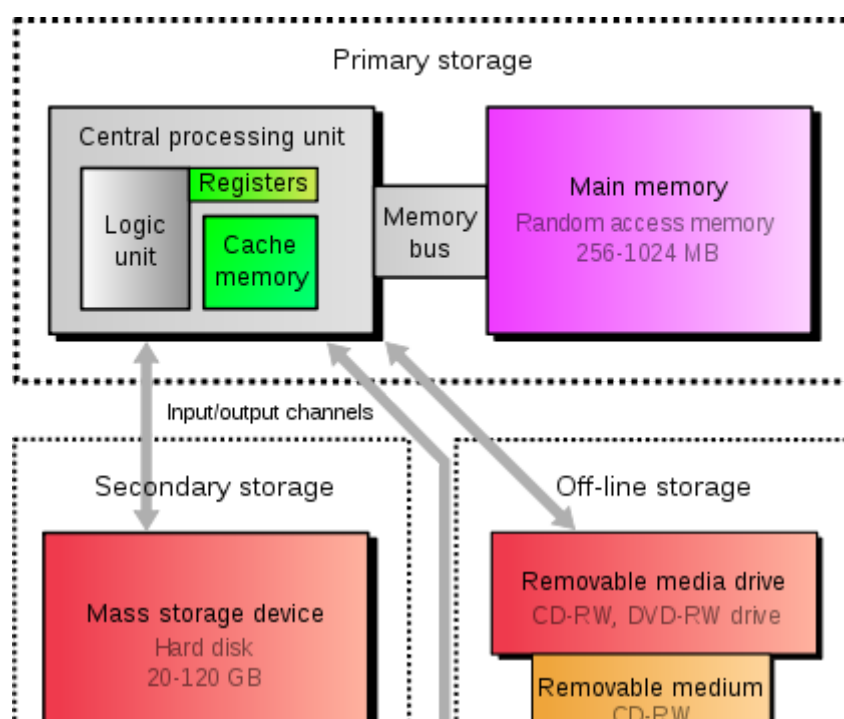 Primary storage
Central processing unit
Registers
Logic
unit
Cache
memory
Memory
bus
Main memory
Random access memory
256-1024 MB
Input/output channels
Secondary storage
Mass storage device
Hard disk
20-120 GB
Off-line storage
Removable media drive
CD-RW, DVD-RW drive
Removable medium
CD-RW